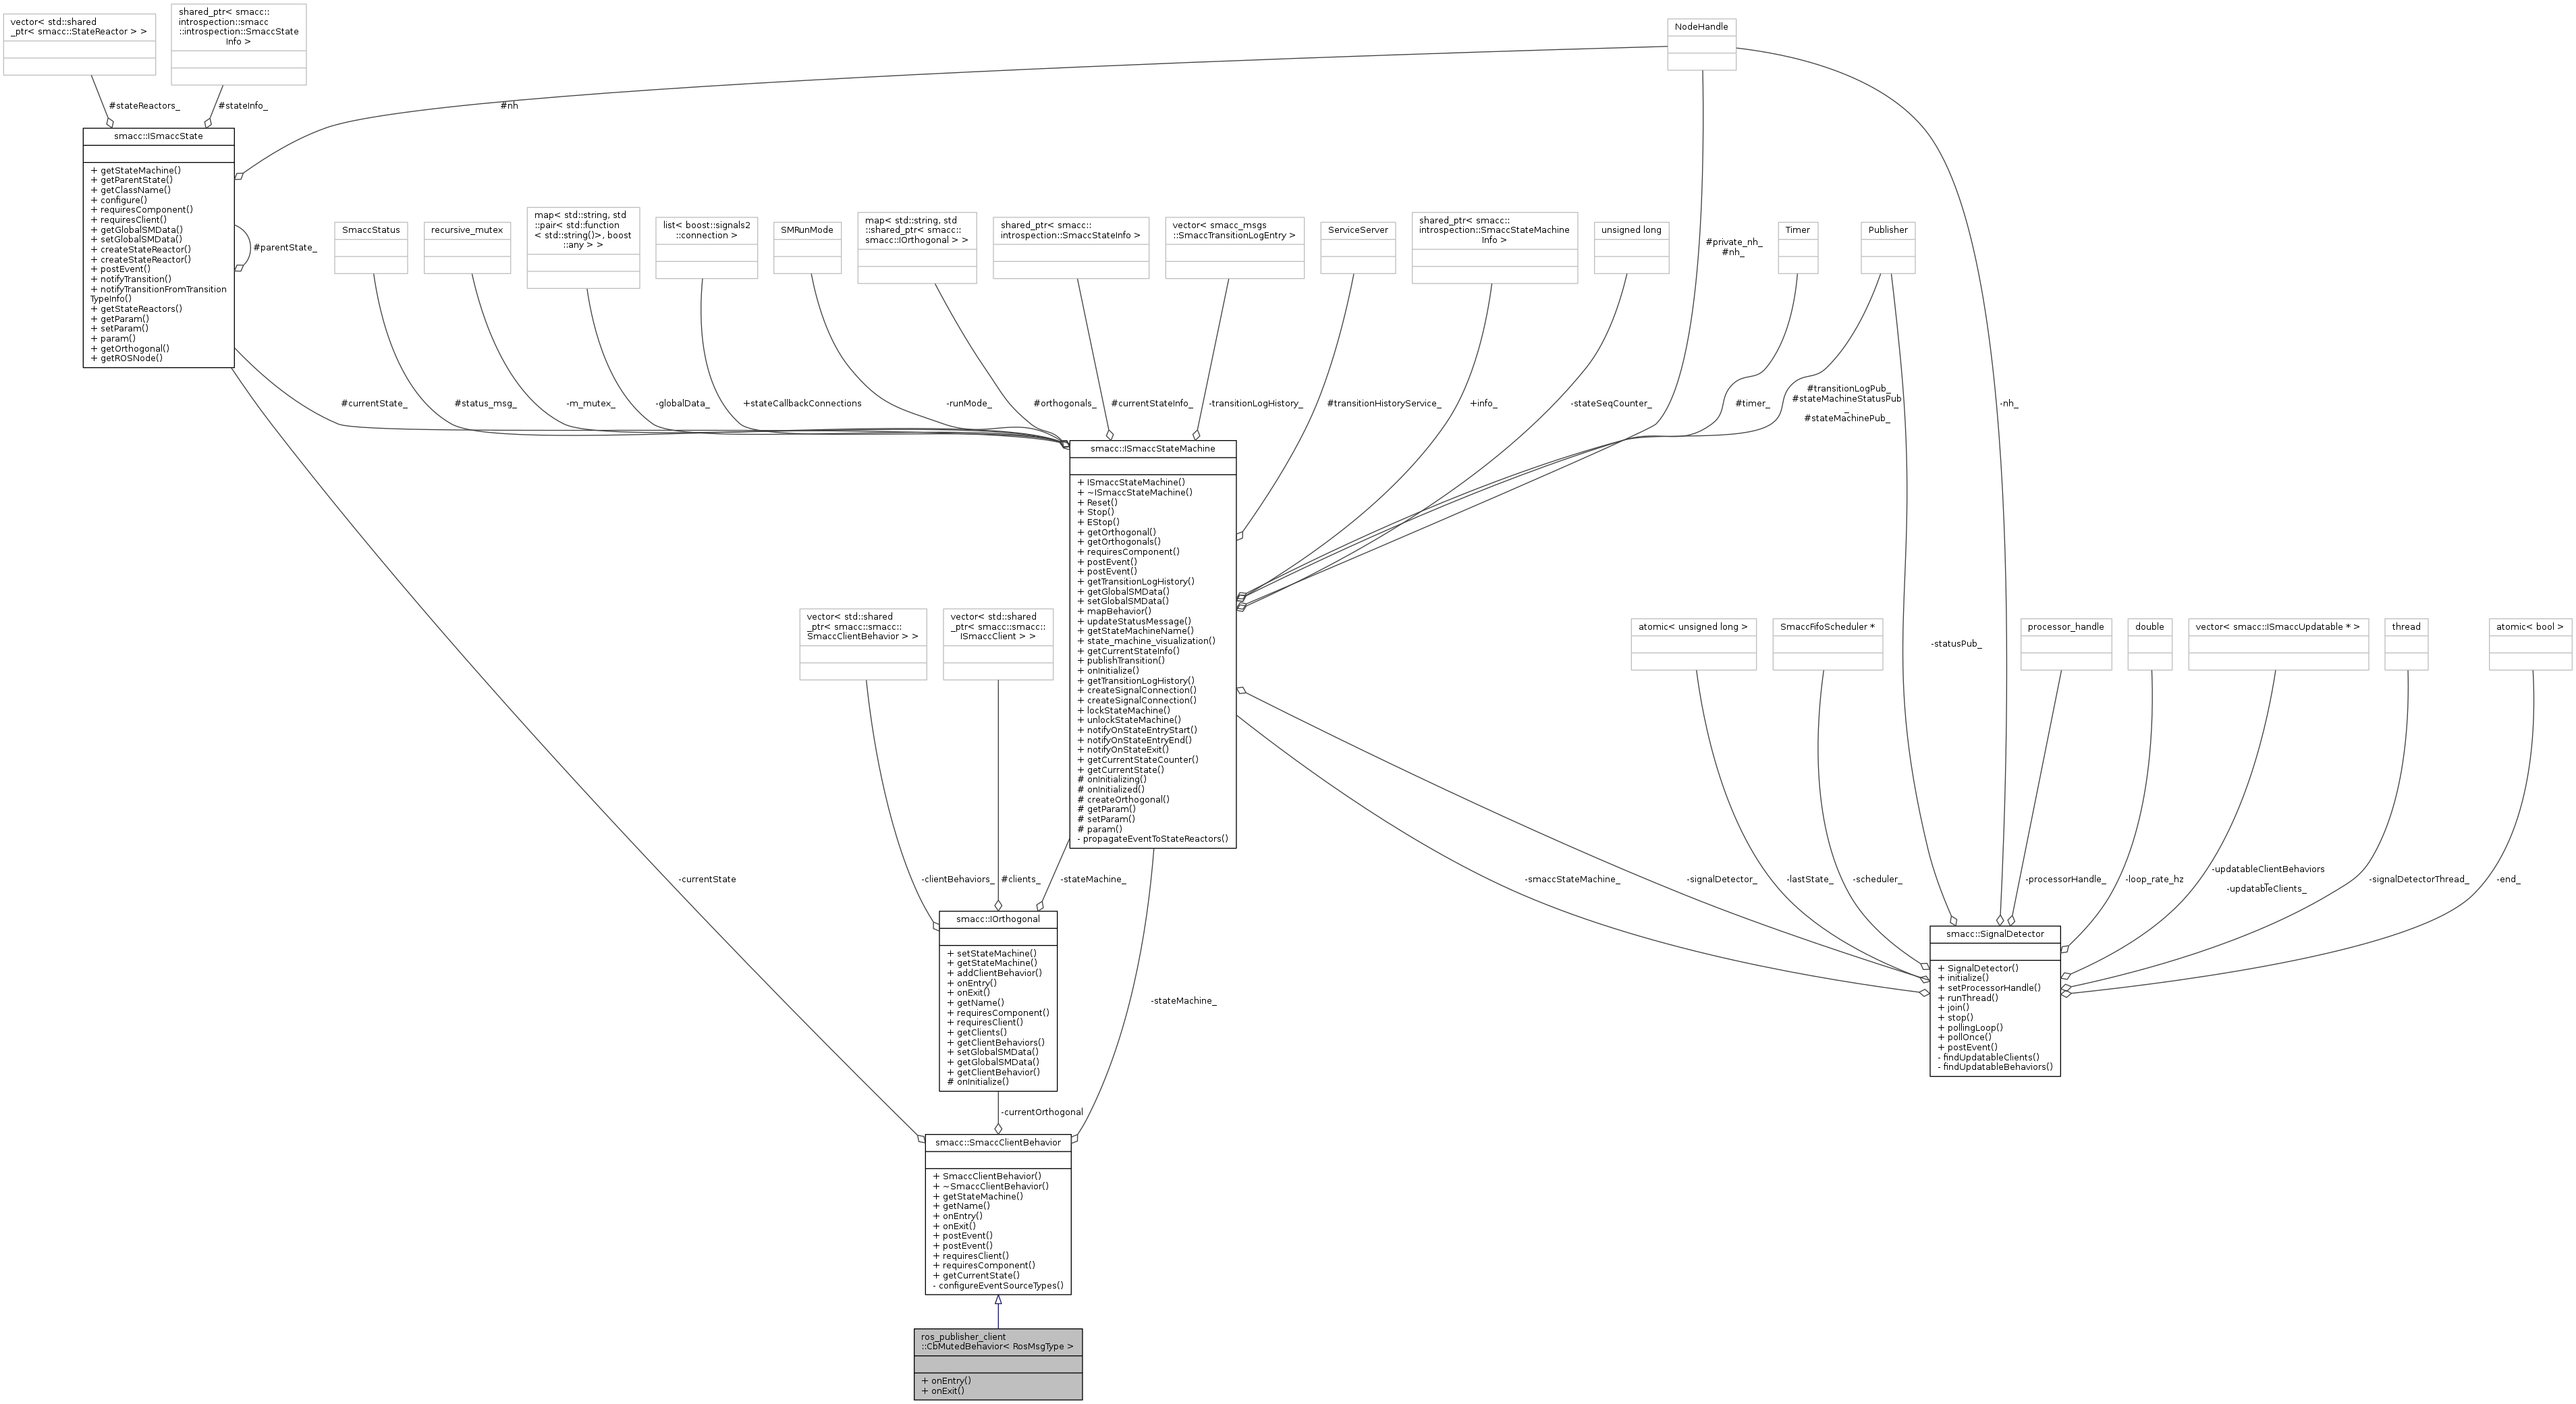 vector< std::shared
_ptr< smacc::StateReactor > >
shared_ptr< smacc::
introspection::smacc
::introspection::SmaccState
Info >
NodeHandle
#stateReactors_
#stateInfo_
#nh
smacc::ISmaccState
+ getStateMachine()
+ getParentState()
+ getClassName()
+ configure()
+ requiresComponent()
+ requiresClient()
+ getGlobalSMData()
+ setGlobalSMData()
+ createStateReactor()
+ createStateReactor()
+ postEvent()
+ notifyTransition()
+ notifyTransitionFromTransition
TypeInfo()
+ getStateReactors()
+ getParam()
+ setParam()
+ param()
+ getOrthogonal()
+ getROSNode()
#parentState_
SmaccStatus
recursive_mutex
map< std::string, std
::pair< std::function
< std::string()>, boost
::any > >
list< boost::signals2
::connection >
SMRunMode
map< std::string, std
::shared_ptr< smacc::
smacc::IOrthogonal > >
shared_ptr< smacc::
introspection::SmaccStateInfo >
vector< smacc_msgs
::SmaccTransitionLogEntry >
ServiceServer
shared_ptr< smacc::
introspection::SmaccStateMachine
Info >
unsigned long
#private_nh_
#nh_
Timer
Publisher
#currentState_
#status_msg_
-m_mutex_
-globalData_
+stateCallbackConnections
-runMode_
#orthogonals_
#currentStateInfo_
-transitionLogHistory_
#transitionHistoryService_
+info_
-stateSeqCounter_
#timer_
#transitionLogPub_
#stateMachineStatusPub
_
#stateMachinePub_
-nh_
smacc::ISmaccStateMachine
+ ISmaccStateMachine()
+ ~ISmaccStateMachine()
+ Reset()
+ Stop()
+ EStop()
+ getOrthogonal()
+ getOrthogonals()
+ requiresComponent()
+ postEvent()
+ postEvent()
+ getTransitionLogHistory()
+ getGlobalSMData()
+ setGlobalSMData()
+ mapBehavior()
+ updateStatusMessage()
+ getStateMachineName()
+ state_machine_visualization()
+ getCurrentStateInfo()
+ publishTransition()
+ onInitialize()
+ getTransitionLogHistory()
+ createSignalConnection()
+ createSignalConnection()
+ lockStateMachine()
+ unlockStateMachine()
+ notifyOnStateEntryStart()
+ notifyOnStateEntryEnd()
+ notifyOnStateExit()
+ getCurrentStateCounter()
+ getCurrentState()
# onInitializing()
# onInitialized()
# createOrthogonal()
# getParam()
# setParam()
# param()
- propagateEventToStateReactors()
vector< std::shared
_ptr< smacc::smacc::
SmaccClientBehavior > >
vector< std::shared
_ptr< smacc::smacc::
ISmaccClient > >
atomic< unsigned long >
SmaccFifoScheduler *
-statusPub_
processor_handle
double
vector< smacc::ISmaccUpdatable * >
thread
atomic< bool >
-currentState
-clientBehaviors_
#clients_
-stateMachine_
-smaccStateMachine_
-signalDetector_
-lastState_
-scheduler_
-processorHandle_
-loop_rate_hz
-updatableClientBehaviors
_
-updatableClients_
-signalDetectorThread_
-end_
smacc::IOrthogonal
+ setStateMachine()
+ getStateMachine()
+ addClientBehavior()
+ onEntry()
+ onExit()
+ getName()
+ requiresComponent()
+ requiresClient()
+ getClients()
+ getClientBehaviors()
+ setGlobalSMData()
+ getGlobalSMData()
+ getClientBehavior()
# onInitialize()
-stateMachine_
smacc::SignalDetector
+ SignalDetector()
+ initialize()
+ setProcessorHandle()
+ runThread()
+ join()
+ stop()
+ pollingLoop()
+ pollOnce()
+ postEvent()
- findUpdatableClients()
- findUpdatableBehaviors()
-currentOrthogonal
smacc::SmaccClientBehavior
+ SmaccClientBehavior()
+ ~SmaccClientBehavior()
+ getStateMachine()
+ getName()
+ onEntry()
+ onExit()
+ postEvent()
+ postEvent()
+ requiresClient()
+ requiresComponent()
+ getCurrentState()
- configureEventSourceTypes()
ros_publisher_client
::CbMutedBehavior< RosMsgType >
+ onEntry()
+ onExit()